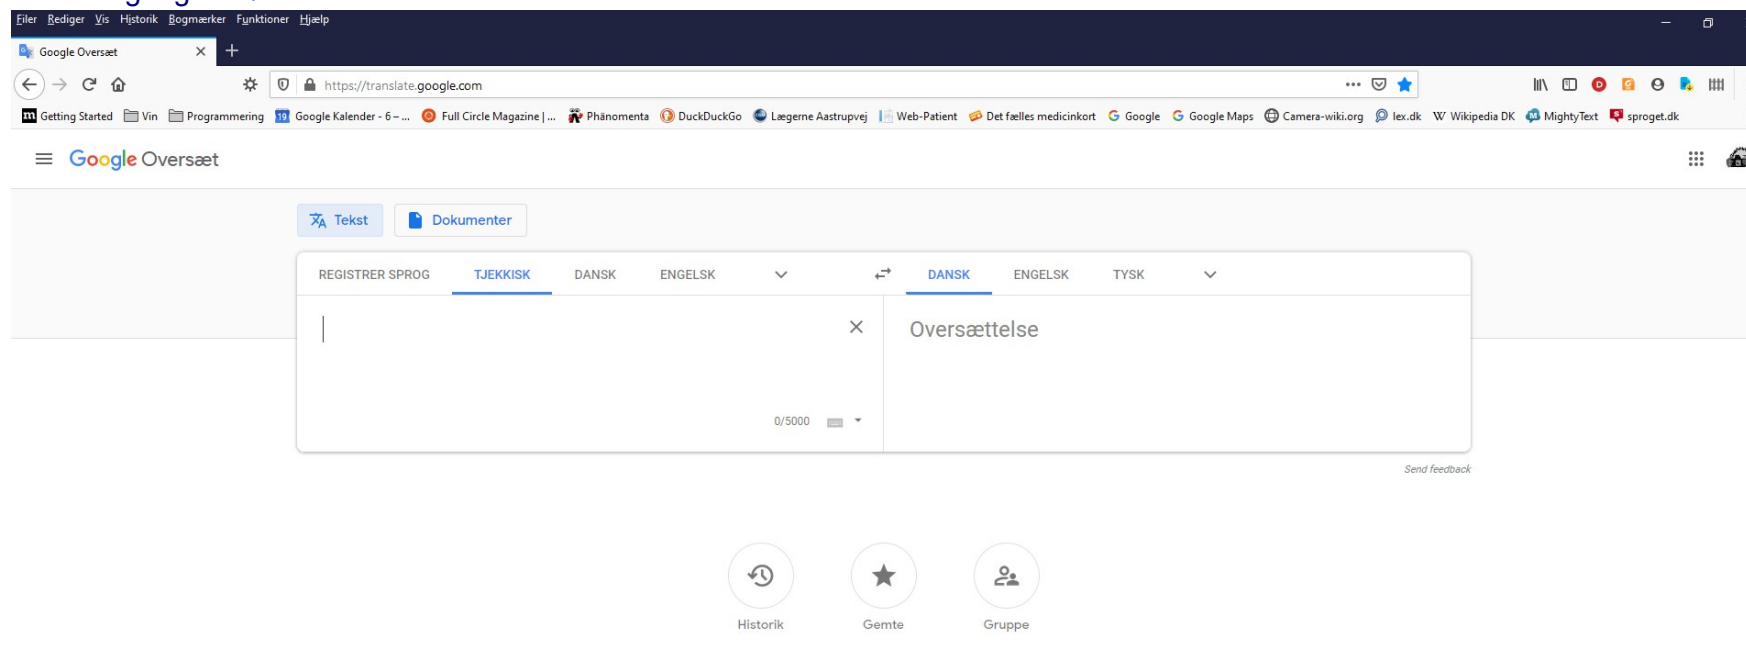 Filer Rediger Vis Historik Bogmærker Funktioner Hjælp
Google Oversæt
https://translate.google.com
Getting Started Vin Programmering 19 Google Kalender - 6 – ... Full Circle Magazine | ... Phänomenta DuckDuckGo Lægerne Aastrupvej Web-Patient Det fælles medicinkort Google Google Maps Camera-wiki.org lex.dk Wikipedia DK MightyText sproget.dk
Google Oversæt
Tekst Dokumenter
REGISTRER SPROG TJEKKISK DANSK ENGELSK DANSK ENGELSK TYSK
Oversættelse
0/5000
Send feedback
Historik Gemte Gruppe